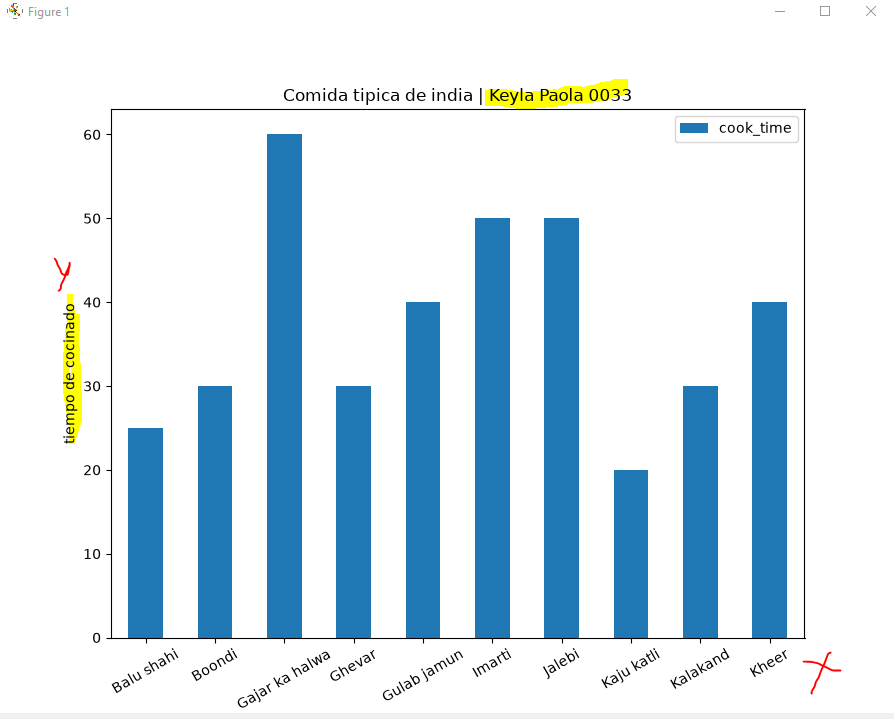 Figure 1
Comida tipica de india | Keyla Paola 0033
cook_time
60
50
40
30
20
10
0
y
tiempo de cocinado
Balu shahi
Boondi
Gajar ka halwa
Ghevar
Gulab jamun
Imarti
Jalebi
Kaju katli
Kalakand
Kheer
x